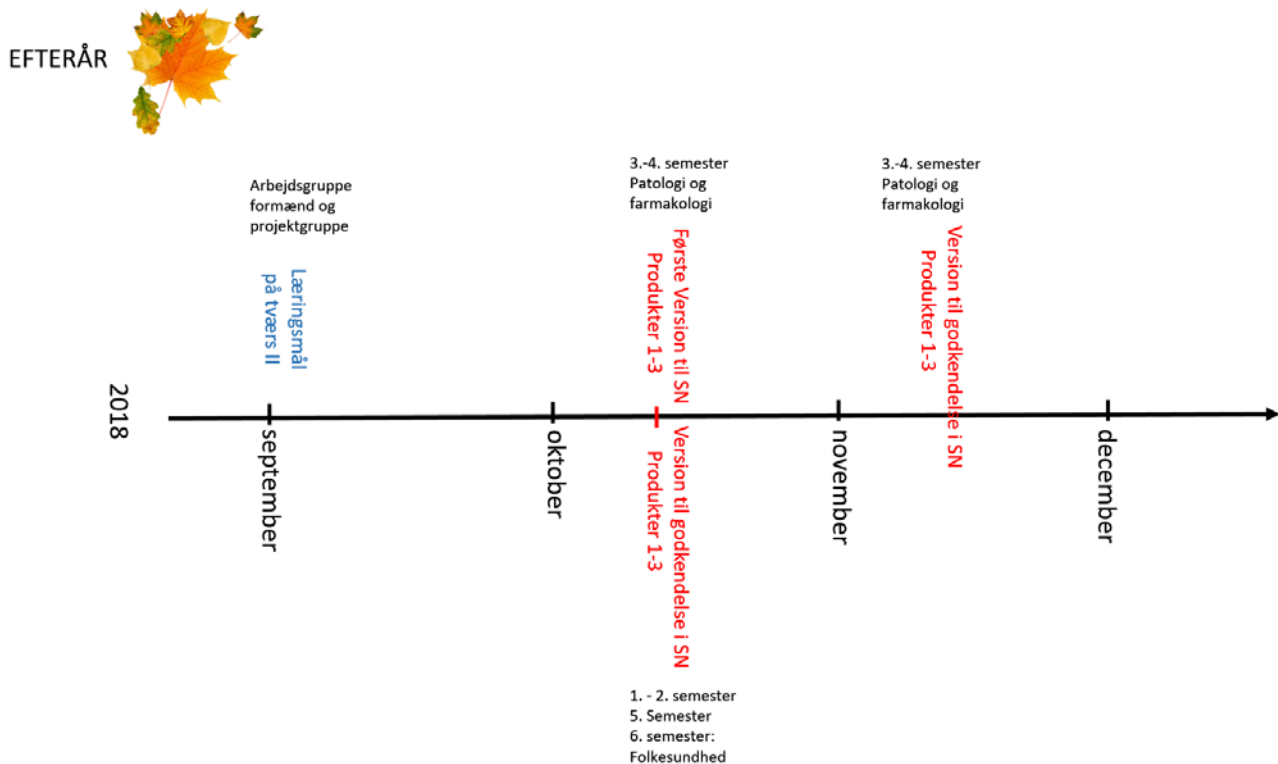 EFTERÅR
Arbejdsgruppe
formænd og
projektgruppe
Læringsmål
på tværs II
3.-4. semester
Patologi og
farmakologi
Første Version til SN
Produkter 1-3
3.-4. semester
Patologi og
farmakologi
Version til godkendelse i SN
Produkter 1-3
2018
september
oktober
november
december
Version til godkendelse i SN
Produkter 1-3
1. - 2. semester
5. Semester
6. semester:
Folkesundhed